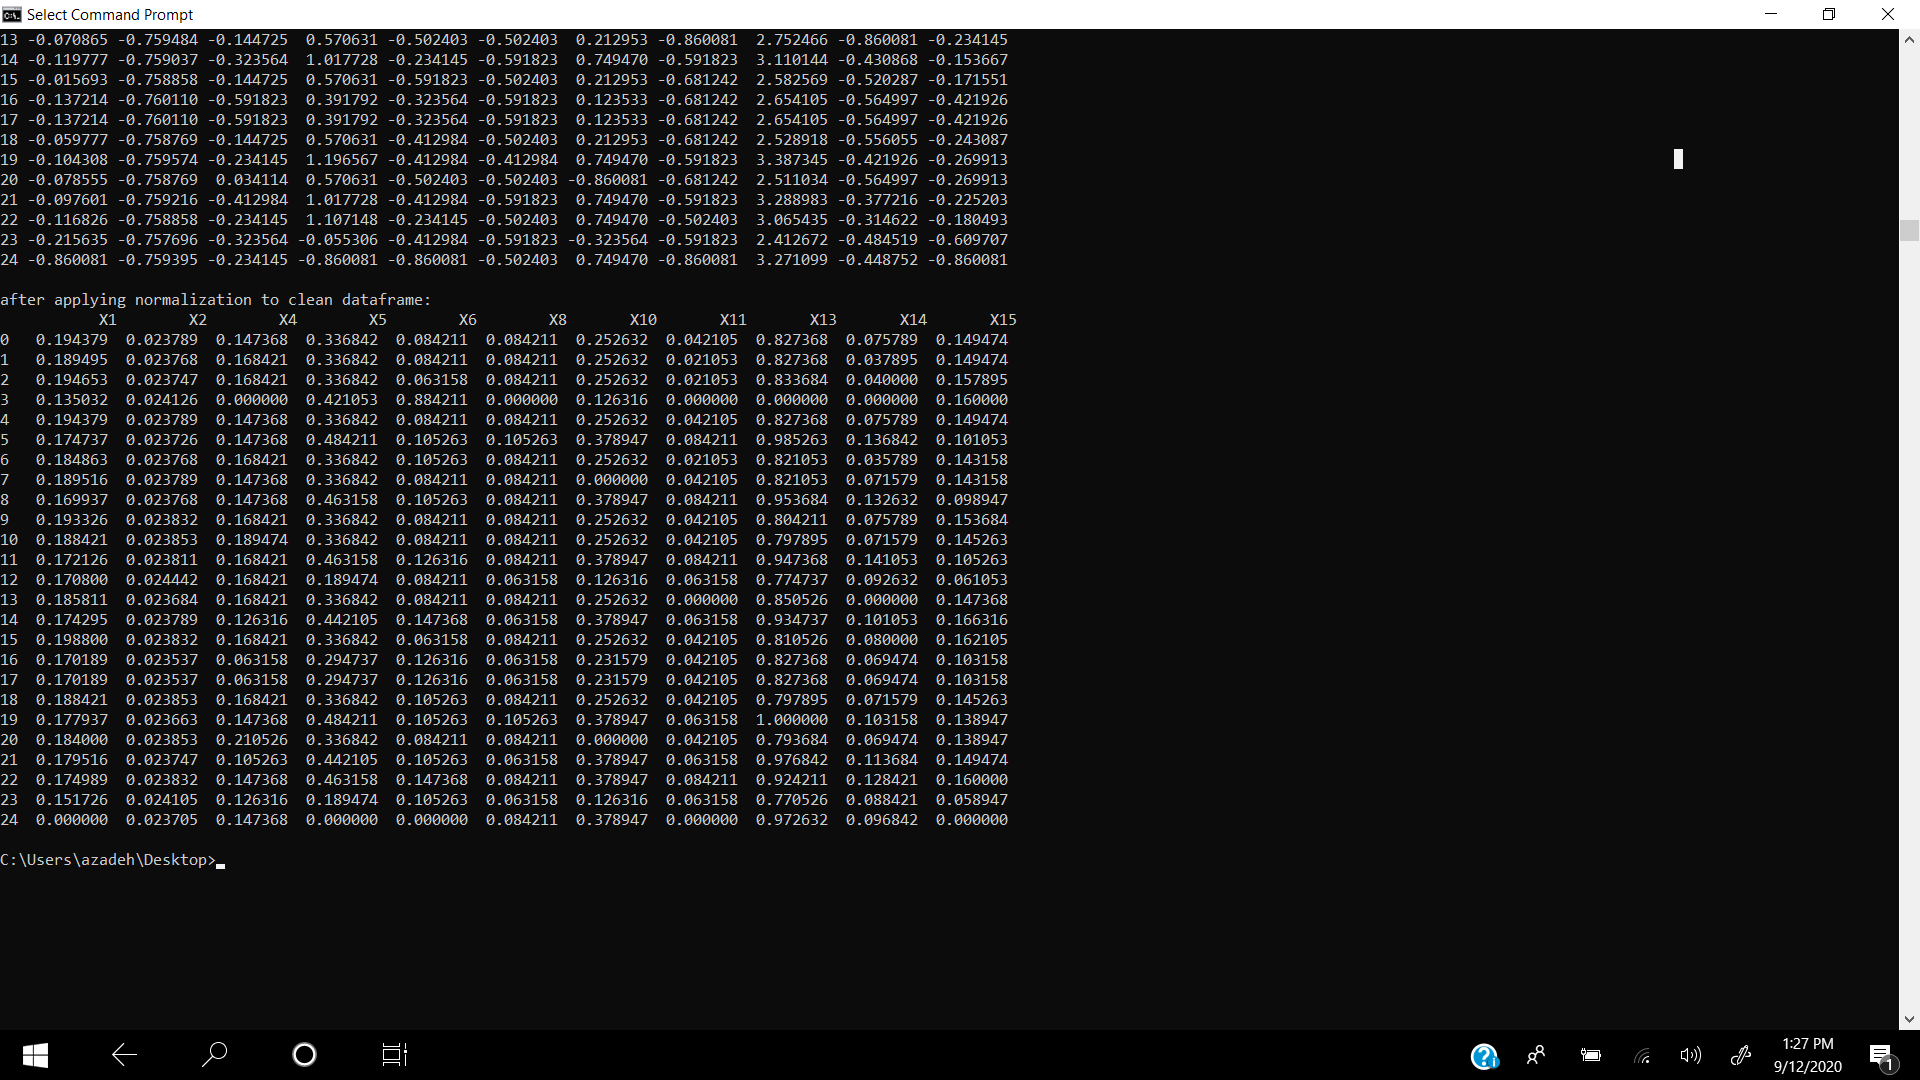 Select Command Prompt
13 -0.070865 -0.759484 -0.144725 0.570631 -0.502403 -0.502403 0.212953 -0.860081 2.752466 -0.860081 -0.234145
14 -0.119777 -0.759037 -0.323564 1.017728 -0.234145 -0.591823 0.749470 -0.591823 3.110144 -0.430868 -0.153667
15 -0.015693 -0.758858 -0.144725 0.570631 -0.591823 -0.502403 0.212953 -0.681242 2.582569 -0.520287 -0.171551
16 -0.137214 -0.760110 -0.591823 0.391792 -0.323564 -0.591823 0.123533 -0.681242 2.654105 -0.564997 -0.421926
17 -0.137214 -0.760110 -0.591823 0.391792 -0.323564 -0.591823 0.123533 -0.681242 2.654105 -0.564997 -0.421926
18 -0.059777 -0.758769 -0.144725 0.570631 -0.412984 -0.502403 0.212953 -0.681242 2.528918 -0.556055 -0.243087
19 -0.104308 -0.759574 -0.234145 1.196567 -0.412984 -0.412984 0.749470 -0.591823 3.387345 -0.421926 -0.269913
20 -0.078555 -0.758769 0.034114 0.570631 -0.502403 -0.502403 -0.860081 -0.681242 2.511034 -0.564997 -0.269913
21 -0.097601 -0.759216 -0.412984 1.017728 -0.412984 -0.591823 0.749470 -0.591823 3.288983 -0.377216 -0.225203
22 -0.116826 -0.758858 -0.234145 1.107148 -0.234145 -0.502403 0.749470 -0.502403 3.065435 -0.314622 -0.180493
23 -0.215635 -0.757696 -0.323564 -0.055306 -0.412984 -0.591823 -0.323564 -0.591823 2.412672 -0.484519 -0.609707
24 -0.860081 -0.759395 -0.234145 -0.860081 -0.860081 -0.502403 0.749470 -0.860081 3.271099 -0.448752 -0.860081
after applying normalization to clean dataframe:
X1 X2 X4 X5 X6 X8 X10 X11 X13 X14 X15
0 0.194379 0.023789 0.147368 0.336842 0.084211 0.084211 0.252632 0.042105 0.827368 0.075789 0.149474
1 0.189495 0.023768 0.168421 0.336842 0.084211 0.084211 0.252632 0.021053 0.827368 0.037895 0.149474
2 0.194653 0.023747 0.168421 0.336842 0.063158 0.084211 0.252632 0.021053 0.833684 0.040000 0.157895
3 0.135032 0.024126 0.000000 0.421053 0.884211 0.000000 0.126316 0.000000 0.000000 0.000000 0.160000
4 0.194379 0.023789 0.147368 0.336842 0.084211 0.084211 0.252632 0.042105 0.827368 0.075789 0.149474
5 0.174737 0.023726 0.147368 0.484211 0.105263 0.105263 0.378947 0.084211 0.985263 0.136842 0.101053
6 0.184863 0.023768 0.168421 0.336842 0.105263 0.084211 0.252632 0.021053 0.821053 0.035789 0.143158
7 0.189516 0.023789 0.147368 0.336842 0.084211 0.084211 0.000000 0.042105 0.821053 0.071579 0.143158
8 0.169937 0.023768 0.147368 0.463158 0.105263 0.084211 0.378947 0.084211 0.953684 0.132632 0.098947
9 0.193326 0.023832 0.168421 0.336842 0.084211 0.084211 0.252632 0.042105 0.804211 0.075789 0.153684
10 0.188421 0.023853 0.189474 0.336842 0.084211 0.084211 0.252632 0.042105 0.797895 0.071579 0.145263
11 0.172126 0.023811 0.168421 0.463158 0.126316 0.084211 0.378947 0.084211 0.947368 0.141053 0.105263
12 0.170800 0.024442 0.168421 0.189474 0.084211 0.063158 0.126316 0.063158 0.774737 0.092632 0.061053
13 0.185811 0.023684 0.168421 0.336842 0.084211 0.084211 0.252632 0.000000 0.850526 0.000000 0.147368
14 0.174295 0.023789 0.126316 0.442105 0.147368 0.063158 0.378947 0.063158 0.934737 0.101053 0.166316
15 0.198800 0.023832 0.168421 0.336842 0.063158 0.084211 0.252632 0.042105 0.810526 0.080000 0.162105
16 0.170189 0.023537 0.063158 0.294737 0.126316 0.063158 0.231579 0.042105 0.827368 0.069474 0.103158
17 0.170189 0.023537 0.063158 0.294737 0.126316 0.063158 0.231579 0.042105 0.827368 0.069474 0.103158
18 0.188421 0.023853 0.168421 0.336842 0.105263 0.084211 0.252632 0.042105 0.797895 0.071579 0.145263
19 0.177937 0.023663 0.147368 0.484211 0.105263 0.105263 0.378947 0.063158 1.000000 0.103158 0.138947
20 0.184000 0.023853 0.210526 0.336842 0.084211 0.084211 0.000000 0.042105 0.793684 0.069474 0.138947
21 0.179516 0.023747 0.105263 0.442105 0.105263 0.063158 0.378947 0.063158 0.976842 0.113684 0.149474
22 0.174989 0.023832 0.147368 0.463158 0.147368 0.084211 0.378947 0.084211 0.924211 0.128421 0.160000
23 0.151726 0.024105 0.126316 0.189474 0.105263 0.063158 0.126316 0.063158 0.770526 0.088421 0.058947
24 0.000000 0.023705 0.147368 0.000000 0.000000 0.084211 0.378947 0.000000 0.972632 0.096842 0.000000
C:\Users\azadeh\Desktop>
1:27 PM
9/12/2020
1